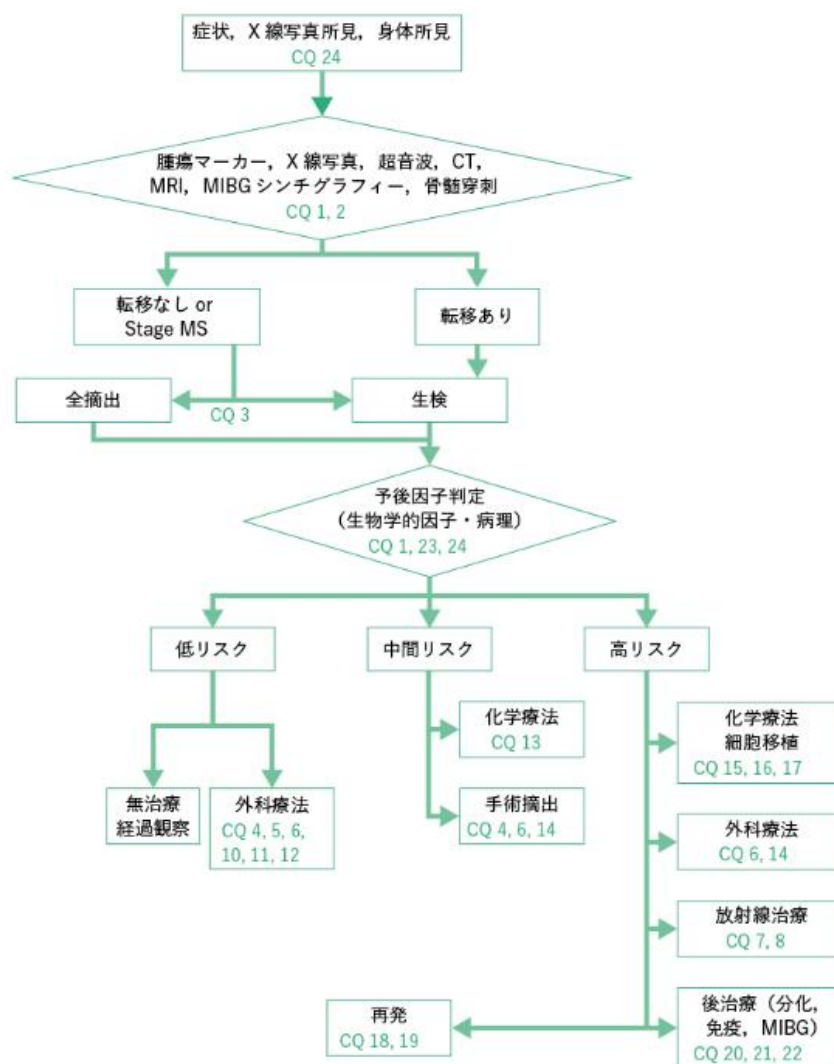 症状，X 線写真所見，身体所見
CQ 24
腫瘍マーカー，X 線写真，超音波，CT，
MRI，MIBG シンチグラフィー，骨髄穿刺
CQ 1, 2
転移なし or
Stage MS
転移あり
全摘出
CQ 3
生検
予後因子判定
（生物学的因子・病理）
CQ 1, 23, 24
低リスク
中間リスク
高リスク
無治療
経過観察
外科療法
CQ 4, 5, 6,
10, 11, 12
化学療法
CQ 13
手術摘出
CQ 4, 6, 14
化学療法
細胞移植
CQ 15, 16, 17
外科療法
CQ 6, 14
放射線治療
CQ 7, 8
再発
CQ 18, 19
後治療（分化，
免疫，MIBG）
CQ 20, 21, 22